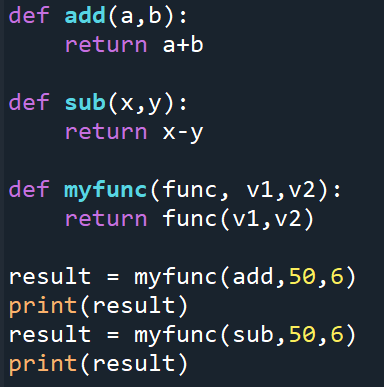 def add(a,b):
    return a+b

def sub(x,y):
    return x-y

def myfunc(func, v1,v2):
    return func(v1,v2)

result = myfunc(add,50,6)
print(result)
result = myfunc(sub,50,6)
print(result)